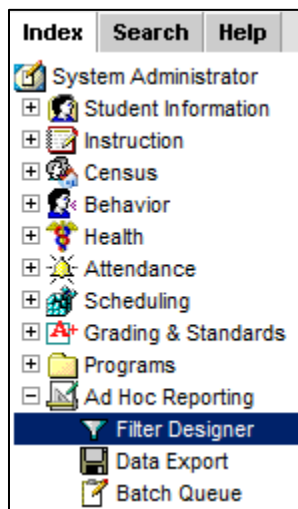 Index Search Help
System Administrator
Student Information
Instruction
Census
Behavior
Health
Attendance
Scheduling
A+ Grading & Standards
Programs
Ad Hoc Reporting
Filter Designer
Data Export
Batch Queue